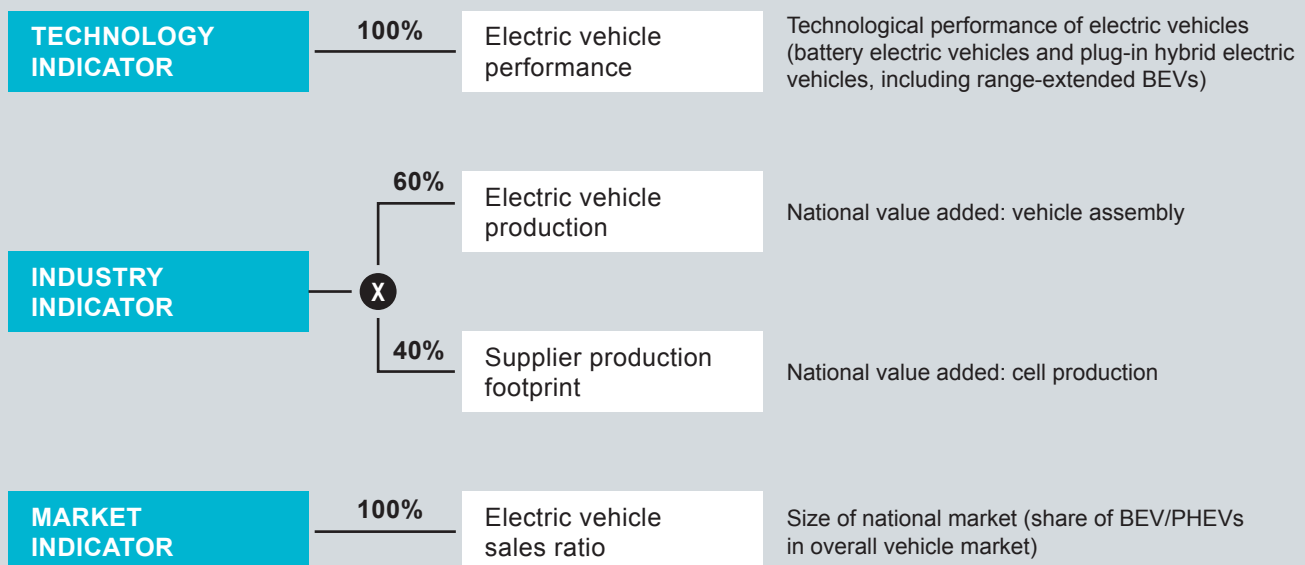 TECHNOLOGY
INDICATOR
100%
Electric vehicle
performance
Technological performance of electric vehicles
(battery electric vehicles and plug-in hybrid electric
vehicles, including range-extended BEVs)
INDUSTRY
INDICATOR
X
60%
Electric vehicle
production
National value added: vehicle assembly
40%
Supplier production
footprint
National value added: cell production
MARKET
INDICATOR
100%
Electric vehicle
sales ratio
Size of national market (share of BEV/PHEVs
in overall vehicle market)